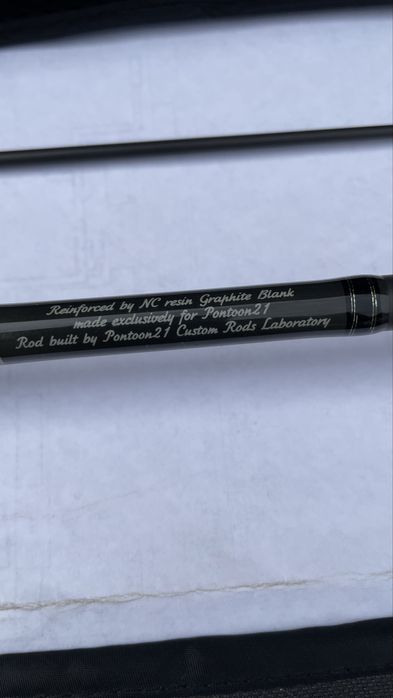 Reinforced by NC resin Graphite Blank
made exclusively for Pontoon21
Rod built by Pontoon21 Custom Rods Laboratory